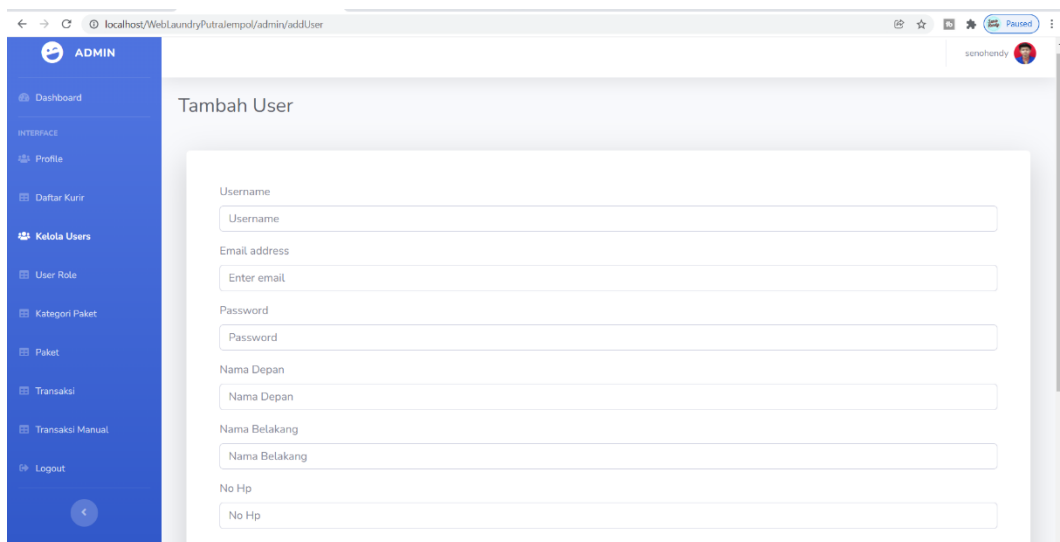 localhost/WebLaundryPutraJempol/admin/addUser
Paused
ADMIN
senohendy
Dashboard
INTERFACE
Profile
Daftar Kurir
Kelola Users
User Role
Kategori Paket
Paket
Transaksi
Transaksi Manual
Logout
Tambah User
Username
Username
Email address
Enter email
Password
Password
Nama Depan
Nama Depan
Nama Belakang
Nama Belakang
No Hp
No Hp